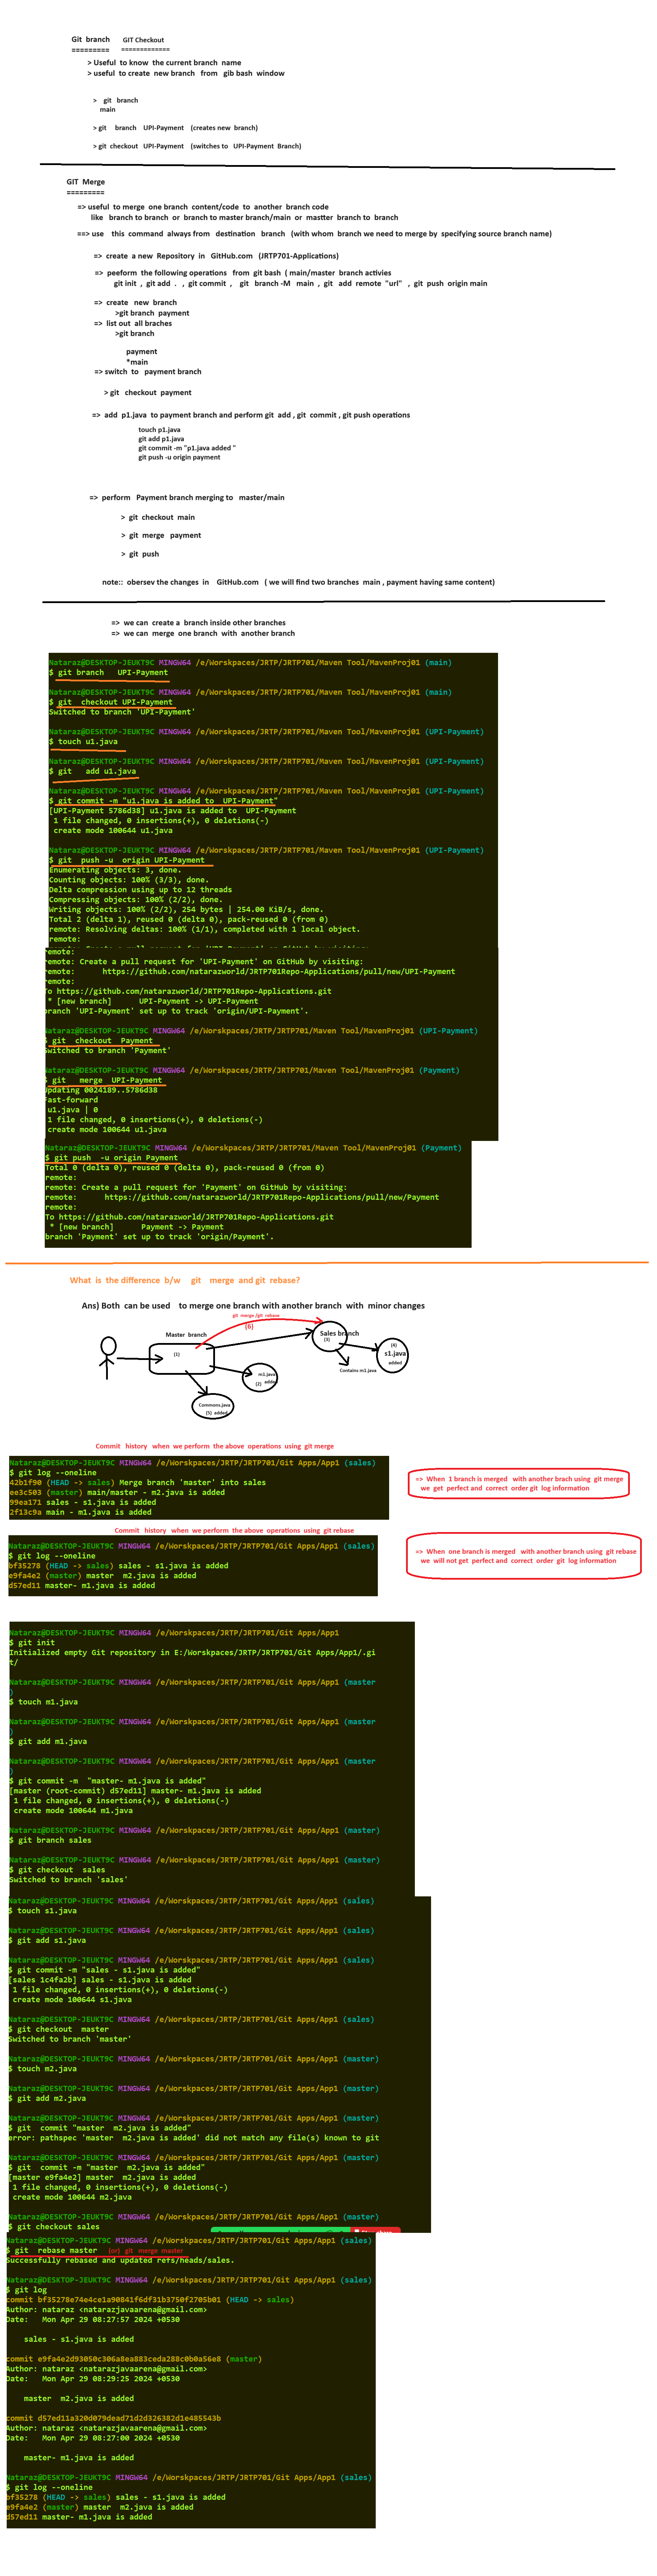 Git branch GIT Checkout
========= =============
> Useful to know the current branch name
> useful to create new branch from gib bash window
> git branch
main
> git branch UPI-Payment (creates new branch)
> git checkout UPI-Payment (switches to UPI-Payment Branch)
GIT Merge
=========
=> useful to merge one branch content/code to another branch code
like branch to branch or branch to master branch/main or mastter branch to branch
==> use this command always from destination branch (with whom branch we need to merge by specifying source branch name)
=> create a new Repository in GitHub.com (JRTP701-Applications)
=> peeform the following operations from git bash ( main/master branch activies
git init , git add . , git commit , git branch -M main , git add remote "url" , git push origin main
=> create new branch
>git branch payment
=> list out all braches
>git branch
payment
*main
=> switch to payment branch
> git checkout payment
=> add p1.java to payment branch and perform git add , git commit , git push operations
touch p1.java
git add p1.java
git commit -m "p1.java added "
git push -u origin payment
=> perform Payment branch merging to master/main
> git checkout main
> git merge payment
> git push
note:: obersev the changes in GitHub.com ( we will find two branches main , payment having same content)
=> we can create a branch inside other branches
=> we can merge one branch with another branch
Nataraz@DESKTOP-JEUKT9C MINGW64 /e/Worskpaces/JRTP/JRTP701/Maven Tool/MavenProj01 (main)
$ git branch UPI-Payment
Nataraz@DESKTOP-JEUKT9C MINGW64 /e/Worskpaces/JRTP/JRTP701/Maven Tool/MavenProj01 (main)
$ git checkout UPI-Payment
Switched to branch 'UPI-Payment'
Nataraz@DESKTOP-JEUKT9C MINGW64 /e/Worskpaces/JRTP/JRTP701/Maven Tool/MavenProj01 (UPI-Payment)
$ touch u1.java
Nataraz@DESKTOP-JEUKT9C MINGW64 /e/Worskpaces/JRTP/JRTP701/Maven Tool/MavenProj01 (UPI-Payment)
$ git add u1.java
Nataraz@DESKTOP-JEUKT9C MINGW64 /e/Worskpaces/JRTP/JRTP701/Maven Tool/MavenProj01 (UPI-Payment)
$ git commit -m "u1.java is added to UPI-Payment"
[UPI-Payment 5786d38] u1.java is added to UPI-Payment
1 file changed, 0 insertions(+), 0 deletions(-)
create mode 100644 u1.java
Nataraz@DESKTOP-JEUKT9C MINGW64 /e/Worskpaces/JRTP/JRTP701/Maven Tool/MavenProj01 (UPI-Payment)
$ git push -u origin UPI-Payment
Enumerating objects: 3, done.
Counting objects: 100% (3/3), done.
Delta compression using up to 12 threads
Compressing objects: 100% (2/2), done.
Writing objects: 100% (2/2), 254 bytes | 254.00 KiB/s, done.
Total 2 (delta 1), reused 0 (delta 0), pack-reused 0 (from 0)
remote: Resolving deltas: 100% (1/1), completed with 1 local object.
remote:
remote:
remote: Create a pull request for 'UPI-Payment' on GitHub by visiting:
remote: https://github.com/natarazworld/JRTP701Repo-Applications/pull/new/UPI-Payment
remote:
To https://github.com/natarazworld/JRTP701Repo-Applications.git
* [new branch] UPI-Payment -> UPI-Payment
branch 'UPI-Payment' set up to track 'origin/UPI-Payment'.
Nataraz@DESKTOP-JEUKT9C MINGW64 /e/Worskpaces/JRTP/JRTP701/Maven Tool/MavenProj01 (UPI-Payment)
$ git checkout Payment
Switched to branch 'Payment'
Nataraz@DESKTOP-JEUKT9C MINGW64 /e/Worskpaces/JRTP/JRTP701/Maven Tool/MavenProj01 (Payment)
$ git merge UPI-Payment
Updating 0024189..5786d38
Fast-forward
u1.java | 0
1 file changed, 0 insertions(+), 0 deletions(-)
create mode 100644 u1.java
Nataraz@DESKTOP-JEUKT9C MINGW64 /e/Worskpaces/JRTP/JRTP701/Maven Tool/MavenProj01 (Payment)
$ git push -u origin Payment
Total 0 (delta 0), reused 0 (delta 0), pack-reused 0 (from 0)
remote:
remote: Create a pull request for 'Payment' on GitHub by visiting:
remote: https://github.com/natarazworld/JRTP701Repo-Applications/pull/new/Payment
remote:
To https://github.com/natarazworld/JRTP701Repo-Applications.git
* [new branch] Payment -> Payment
branch 'Payment' set up to track 'origin/Payment'.
What is the difference b/w git merge and git rebase?
Ans) Both can be used to merge one branch with another branch with minor changes
git merge /git rebase
(6)
Master branch
(1)
Sales branch
(3)
(4)
s1.java
added
Contains m1.java
m1.java
(2) added
Commons.java
(5) added
Commit history when we perform the above operations using git merge
Nataraz@DESKTOP-JEUKT9C MINGW64 /e/Worskpaces/JRTP/JRTP701/Git Apps/App1 (sales)
$ git log --oneline
42b1f90 (HEAD -> sales) Merge branch 'master' into sales
ee3c503 (master) main/master - m2.java is added
99ea171 sales - s1.java is added
2f13c9a main - m1.javra is added
=> When 1 branch is merged with another brach using git merge
we get perfect and correct order git log information
Commit history when we perform the above operations using git rebase
Nataraz@DESKTOP-JEUKT9C MINGW64 /e/Worskpaces/JRTP/JRTP701/Git Apps/App1 (sales)
$ git log --oneline
bf35278 (HEAD -> sales) sales - s1.java is added
e9fa4e2 (master) master m2.java is added
d57ed11 master- m1.java is added
=> When one branch is merged with another branch using git rebase
we will not get perfect and correct order git log information
Nataraz@DESKTOP-JEUKT9C MINGW64 /e/Worskpaces/JRTP/JRTP701/Git Apps/App1
$ git init
Initialized empty Git repository in E:/Worskpaces/JRTP/JRTP701/Git Apps/App1/.gi
t/
Nataraz@DESKTOP-JEUKT9C MINGW64 /e/Worskpaces/JRTP/JRTP701/Git Apps/App1 (master
)
$ touch m1.java
Nataraz@DESKTOP-JEUKT9C MINGW64 /e/Worskpaces/JRTP/JRTP701/Git Apps/App1 (master
)
$ git add m1.java
Nataraz@DESKTOP-JEUKT9C MINGW64 /e/Worskpaces/JRTP/JRTP701/Git Apps/App1 (master
)
$ git commit -m "master- m1.java is added"
[master (root-commit) d57ed11] master- m1.java is added
1 file changed, 0 insertions(+), 0 deletions(-)
create mode 100644 m1.java
Nataraz@DESKTOP-JEUKT9C MINGW64 /e/Worskpaces/JRTP/JRTP701/Git Apps/App1 (master)
$ git branch sales
Nataraz@DESKTOP-JEUKT9C MINGW64 /e/Worskpaces/JRTP/JRTP701/Git Apps/App1 (master)
$ git checkout sales
Switched to branch 'sales'
Nataraz@DESKTOP-JEUKT9C MINGW64 /e/Worskpaces/JRTP/JRTP701/Git Apps/App1 (sales)
$ touch s1.java
Nataraz@DESKTOP-JEUKT9C MINGW64 /e/Worskpaces/JRTP/JRTP701/Git Apps/App1 (sales)
$ git add s1.java
Nataraz@DESKTOP-JEUKT9C MINGW64 /e/Worskpaces/JRTP/JRTP701/Git Apps/App1 (sales)
$ git commit -m "sales - s1.java is added"
[sales 1c4fa2b] sales - s1.java is added
1 file changed, 0 insertions(+), 0 deletions(-)
create mode 100644 s1.java
Nataraz@DESKTOP-JEUKT9C MINGW64 /e/Worskpaces/JRTP/JRTP701/Git Apps/App1 (sales)
$ git checkout master
Switched to branch 'master'
Nataraz@DESKTOP-JEUKT9C MINGW64 /e/Worskpaces/JRTP/JRTP701/Git Apps/App1 (master)
$ touch m2.java
Nataraz@DESKTOP-JEUKT9C MINGW64 /e/Worskpaces/JRTP/JRTP701/Git Apps/App1 (master)
$ git add m2.java
Nataraz@DESKTOP-JEUKT9C MINGW64 /e/Worskpaces/JRTP/JRTP701/Git Apps/App1 (master)
$ git commit "master m2.java is added"
error: pathspec 'master m2.java is added' did not match any file(s) known to git
Nataraz@DESKTOP-JEUKT9C MINGW64 /e/Worskpaces/JRTP/JRTP701/Git Apps/App1 (master)
$ git commit -m "master m2.java is added"
[master e9fa4e2] master m2.java is added
1 file changed, 0 insertions(+), 0 deletions(-)
create mode 100644 m2.java
Nataraz@DESKTOP-JEUKT9C MINGW64 /e/Worskpaces/JRTP/JRTP701/Git Apps/App1 (master)
$ git checkout sales
Nataraz@DESKTOP-JEUKT9C MINGW64 /e/Worskpaces/JRTP/JRTP701/Git Apps/App1 (sales)
$ git rebase master (or) git merge master
Successfully rebased and updated refs/heads/sales.
Nataraz@DESKTOP-JEUKT9C MINGW64 /e/Worskpaces/JRTP/JRTP701/Git Apps/App1 (sales)
$ git log
commit bf35278e74e4ce1a90841f6df31b3750f2705b01 (HEAD -> sales)
Author: nataraz <natarazjavaarena@gmail.com>
Date: Mon Apr 29 08:27:57 2024 +0530
sales - s1.java is added
commit e9fa4e2d93050c306a8ea883ceda288c0b0a56e8 (master)
Author: nataraz <natarazjavaarena@gmail.com>
Date: Mon Apr 29 08:29:25 2024 +0530
master m2.java is added
commit d57ed11a320d079dead71d2d326382d1e485543b
Author: nataraz <natarazjavaarena@gmail.com>
Date: Mon Apr 29 08:27:00 2024 +0530
master- m1.java is added
Nataraz@DESKTOP-JEUKT9C MINGW64 /e/Worskpaces/JRTP/JRTP701/Git Apps/App1 (sales)
$ git log --oneline
bf35278 (HEAD -> sales) sales - s1.java is added
e9fa4e2 (master) master m2.java is added
d57ed11 master- m1.java is added